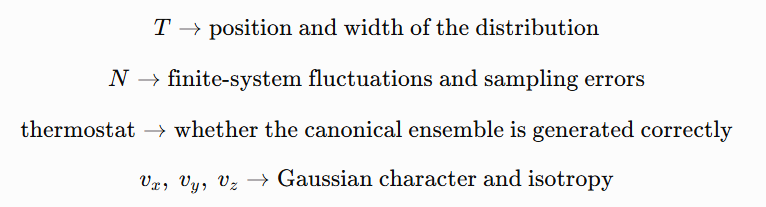 T → position and width of the distribution
N → finite-system fluctuations and sampling errors
thermostat → whether the canonical ensemble is generated correctly
vₓ, v_y, v_z → Gaussian character and isotropy